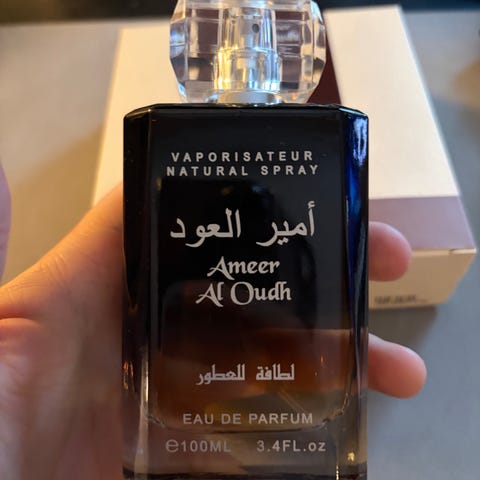 VAPORISATEUR
NATURAL SPRAY
أمير العود
Ameer
Al Oudh
لطافة للعطور
EAU DE PARFUM
℮100ML 3.4FL.oz